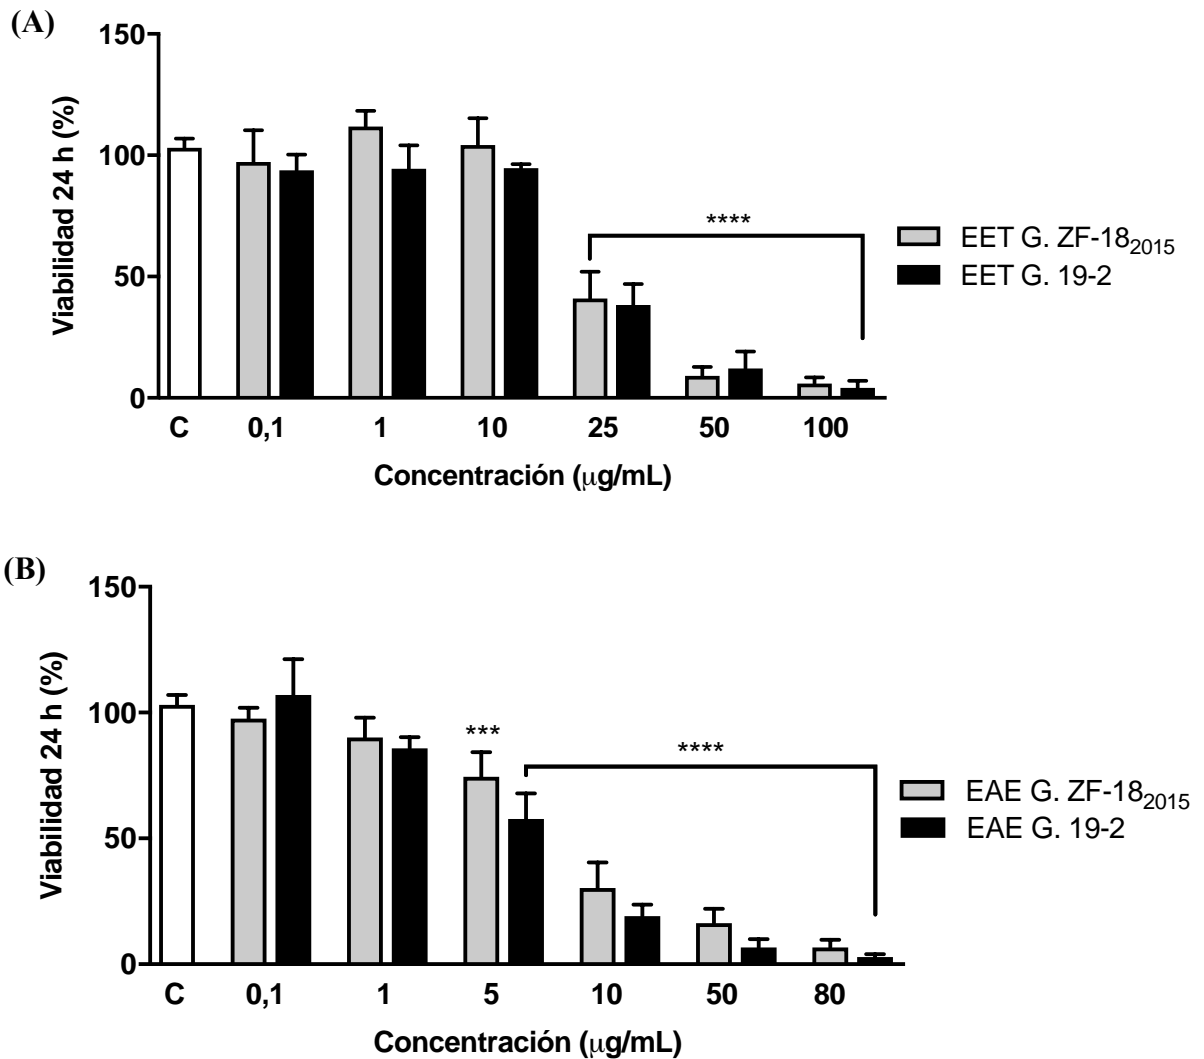 (A)
150
100
50
0
Viabilidad 24 h (%)
****
EET G. ZF-18₂₀₁₅
EET G. 19-2
C 0,1 1 10 25 50 100
Concentración (μg/mL)
(B)
150
100
50
0
Viabilidad 24 h (%)
***
****
EAE G. ZF-18₂₀₁₅
EAE G. 19-2
C 0,1 1 5 10 50 80
Concentración (μg/mL)